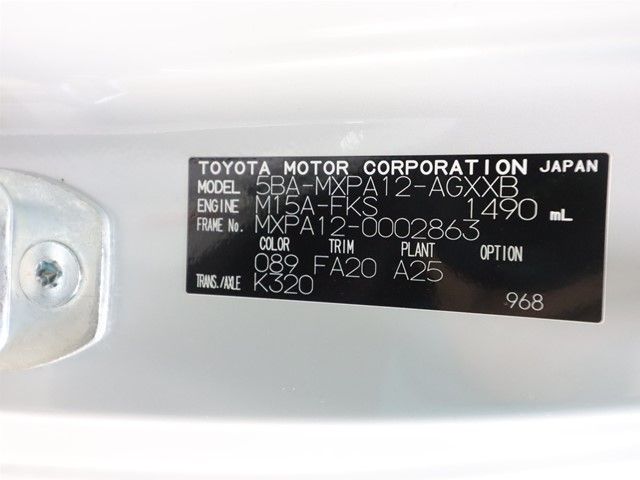 TOYOTA MOTOR CORPORATION JAPAN
MODEL 5BA-MXPA12-AGXXB
ENGINE M15A-FKS 1490 mL
FRAME No. MXPA12-0002863
COLOR TRIM PLANT OPTION
089 FA20 A25
TRANS./AXLE K320
968